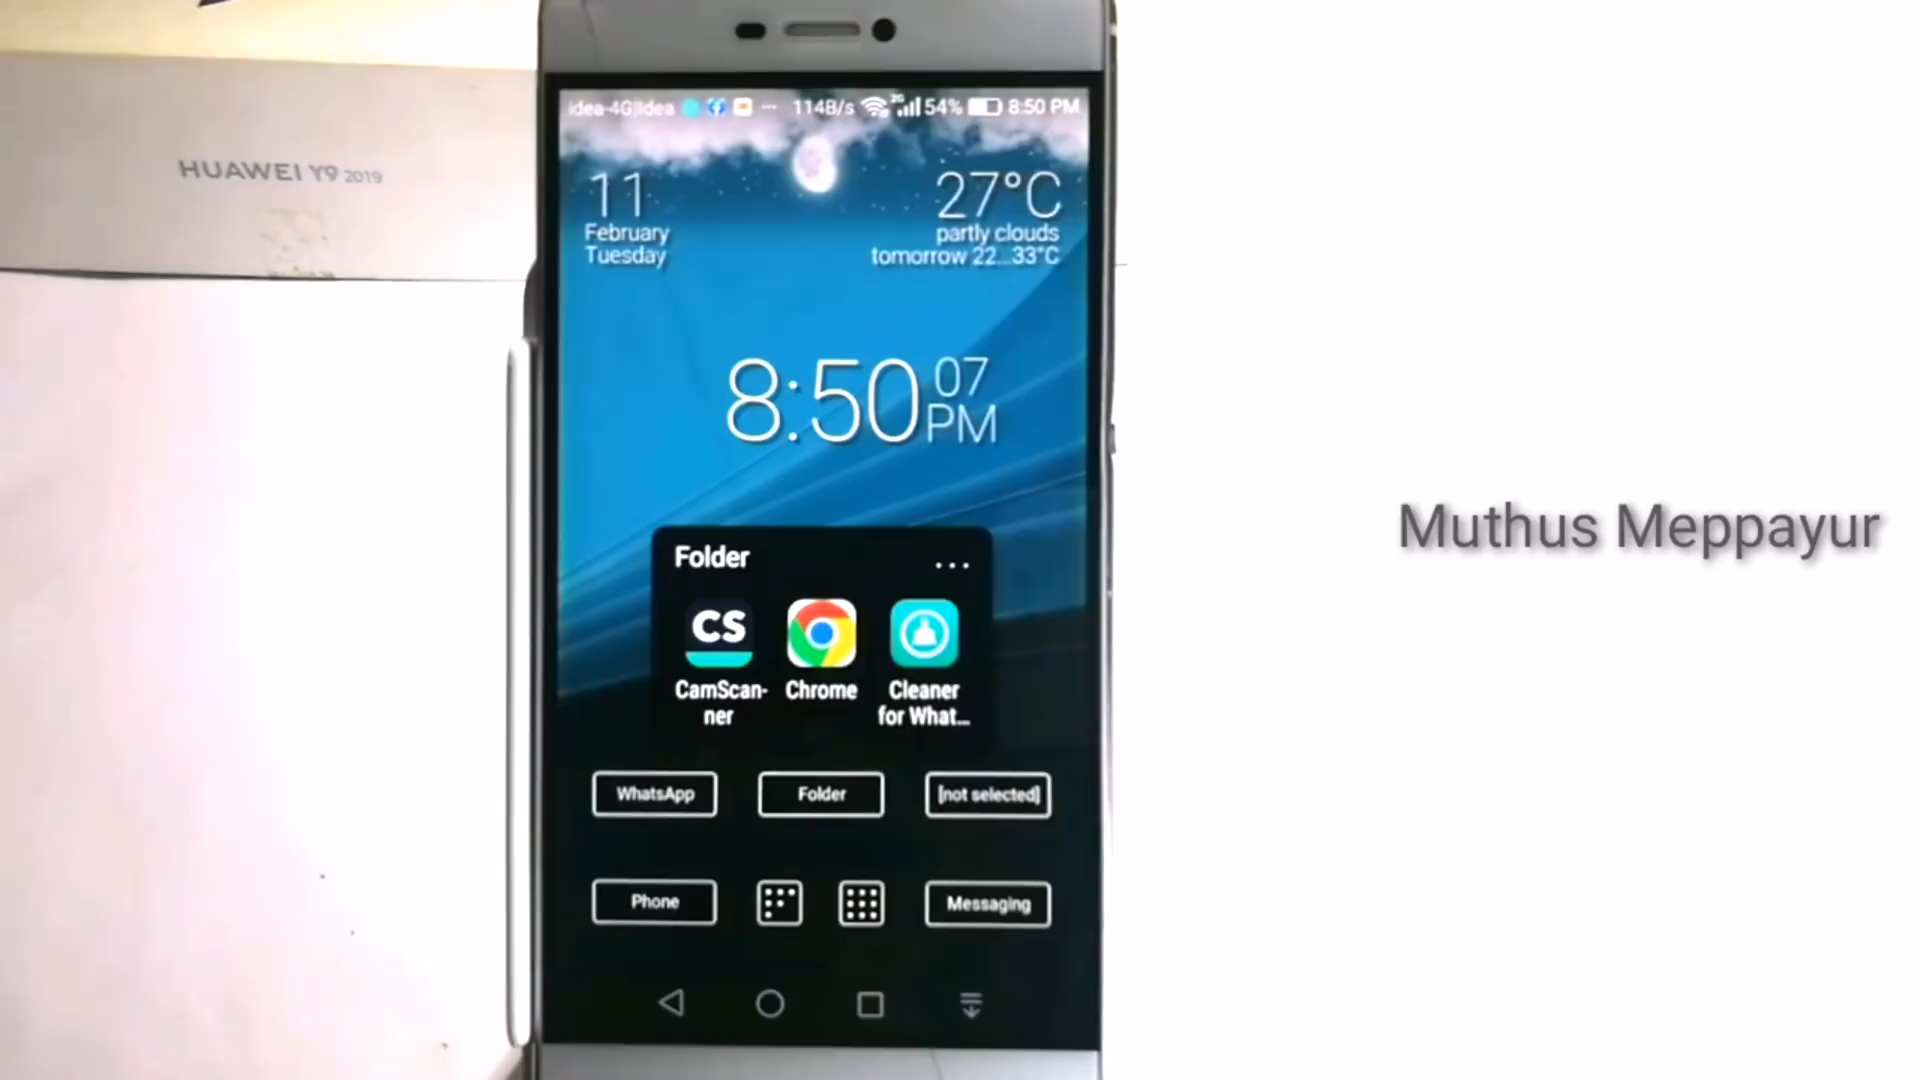 HUAWEI Y9 2019
idea-4G|Idea ... 114B/s 2G 54% 8:50 PM
11
February
Tuesday
27°C
partly clouds
tomorrow 22...33°C
8:50 07 PM
Folder ...
CS
CamScan-
ner
Chrome
Cleaner
for What...
WhatsApp
Folder
[not selected]
Phone
Messaging
Muthus Meppayur